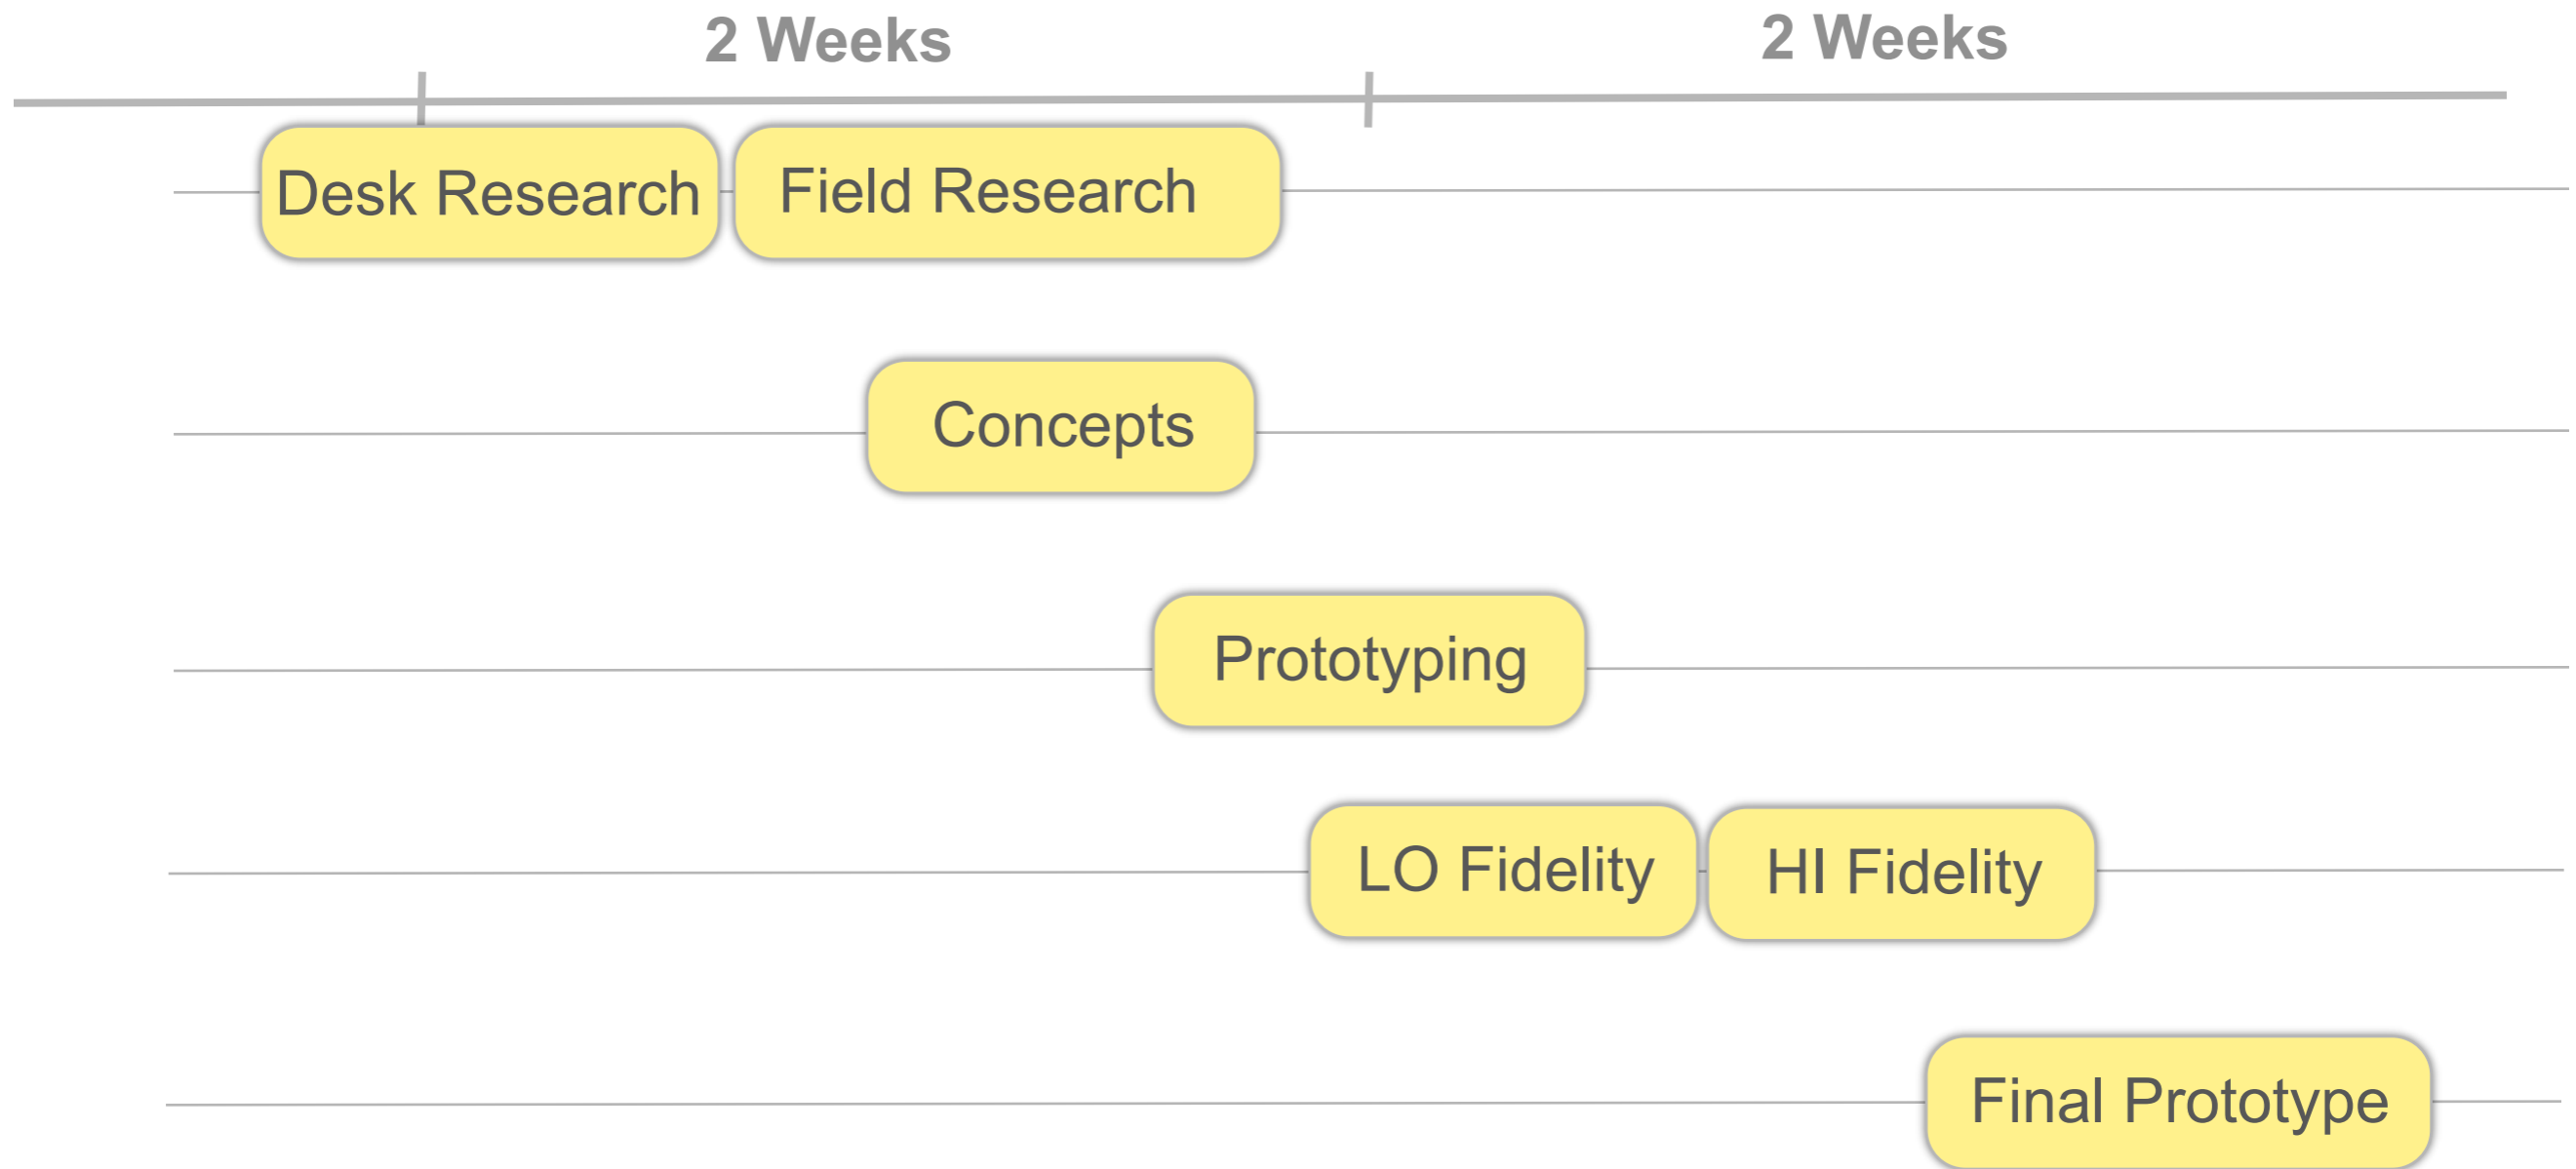 2 Weeks
2 Weeks
Desk Research
Field Research
Concepts
Prototyping
LO Fidelity
HI Fidelity
Final Prototype